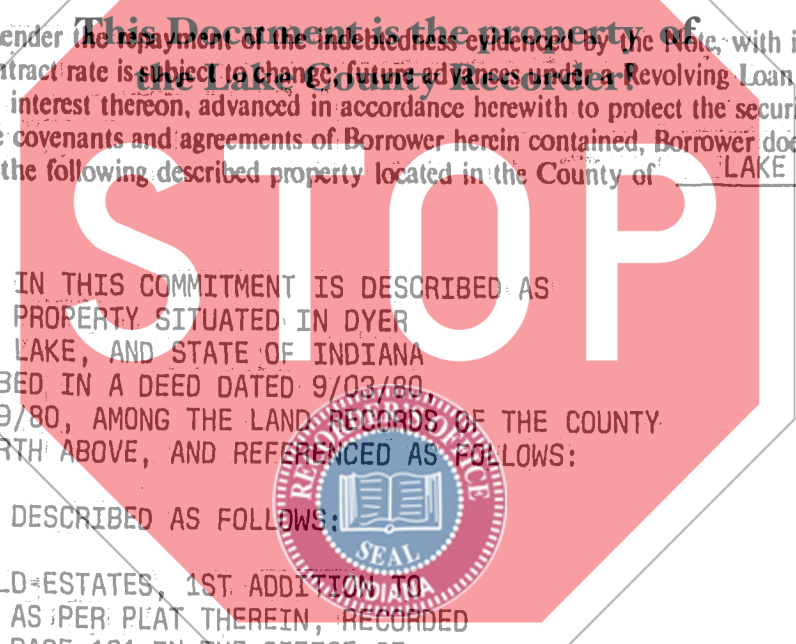 This Document is the property of
the Lake County Recorder!
ender the repayment of the indebtedness evidenced by the Note, with i
ntract rate is subject to change; future advances under a Revolving Loan
interest thereon, advanced in accordance herewith to protect the securi
e covenants and agreements of Borrower herein contained, Borrower doe
the following described property located in the County of LAKE
STOP
IN THIS COMMITMENT IS DESCRIBED AS
PROPERTY SITUATED IN DYER
LAKE, AND STATE OF INDIANA
BED IN A DEED DATED 9/03/80,
9/80, AMONG THE LAND RECORDS OF THE COUNTY
RTH ABOVE, AND REFERENCED AS FOLLOWS:
DESCRIBED AS FOLLOWS:
SEAL
INDIANA
LD ESTATES, 1ST ADDITION TO
AS PER PLAT THEREIN, RECORDED